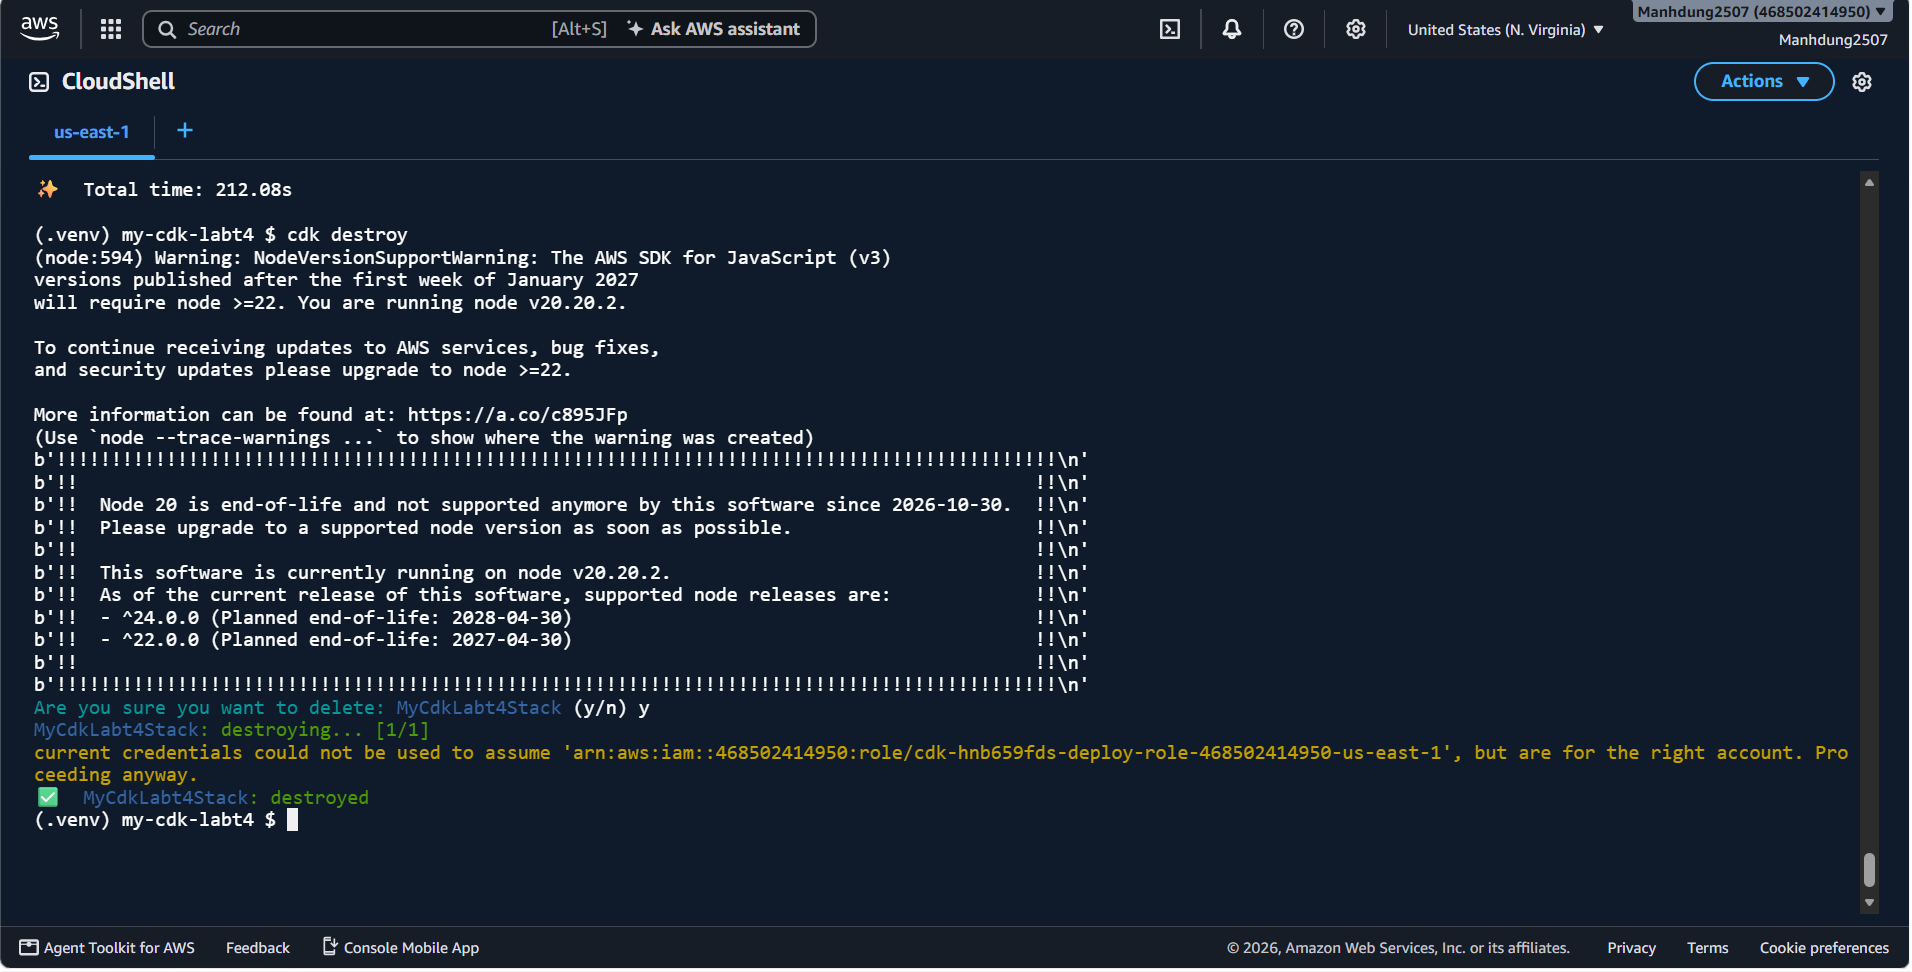 aws
Search
[Alt+S]
Ask AWS assistant
United States (N. Virginia)
Manhdung2507 (468502414950)
Manhdung2507
CloudShell
Actions
us-east-1
+
✨  Total time: 212.08s
(.venv) my-cdk-labt4 $ cdk destroy
(node:594) Warning: NodeVersionSupportWarning: The AWS SDK for JavaScript (v3)
versions published after the first week of January 2027
will require node >=22. You are running node v20.20.2.
To continue receiving updates to AWS services, bug fixes,
and security updates please upgrade to node >=22.
More information can be found at: https://a.co/c895JFp
(Use `node --trace-warnings ...` to show where the warning was created)
b'!!!!!!!!!!!!!!!!!!!!!!!!!!!!!!!!!!!!!!!!!!!!!!!!!!!!!!!!!!!!!!!!!!!!!!!!!!!!!!!!!!!!!!!!!!!\n'
b'!!                                                                                       !!\n'
b'!!  Node 20 is end-of-life and not supported anymore by this software since 2026-10-30.  !!\n'
b'!!  Please upgrade to a supported node version as soon as possible.                      !!\n'
b'!!                                                                                       !!\n'
b'!!  This software is currently running on node v20.20.2.                                 !!\n'
b'!!  As of the current release of this software, supported node releases are:             !!\n'
b'!!  - ^24.0.0 (Planned end-of-life: 2028-04-30)                                          !!\n'
b'!!  - ^22.0.0 (Planned end-of-life: 2027-04-30)                                          !!\n'
b'!!                                                                                       !!\n'
b'!!!!!!!!!!!!!!!!!!!!!!!!!!!!!!!!!!!!!!!!!!!!!!!!!!!!!!!!!!!!!!!!!!!!!!!!!!!!!!!!!!!!!!!!!!!\n'
Are you sure you want to delete: MyCdkLabt4Stack (y/n) y
MyCdkLabt4Stack: destroying... [1/1]
current credentials could not be used to assume 'arn:aws:iam::468502414950:role/cdk-hnb659fds-deploy-role-468502414950-us-east-1', but are for the right account. Pro
ceeding anyway.
✅  MyCdkLabt4Stack: destroyed
(.venv) my-cdk-labt4 $
Agent Toolkit for AWS
Feedback
Console Mobile App
© 2026, Amazon Web Services, Inc. or its affiliates.
Privacy
Terms
Cookie preferences